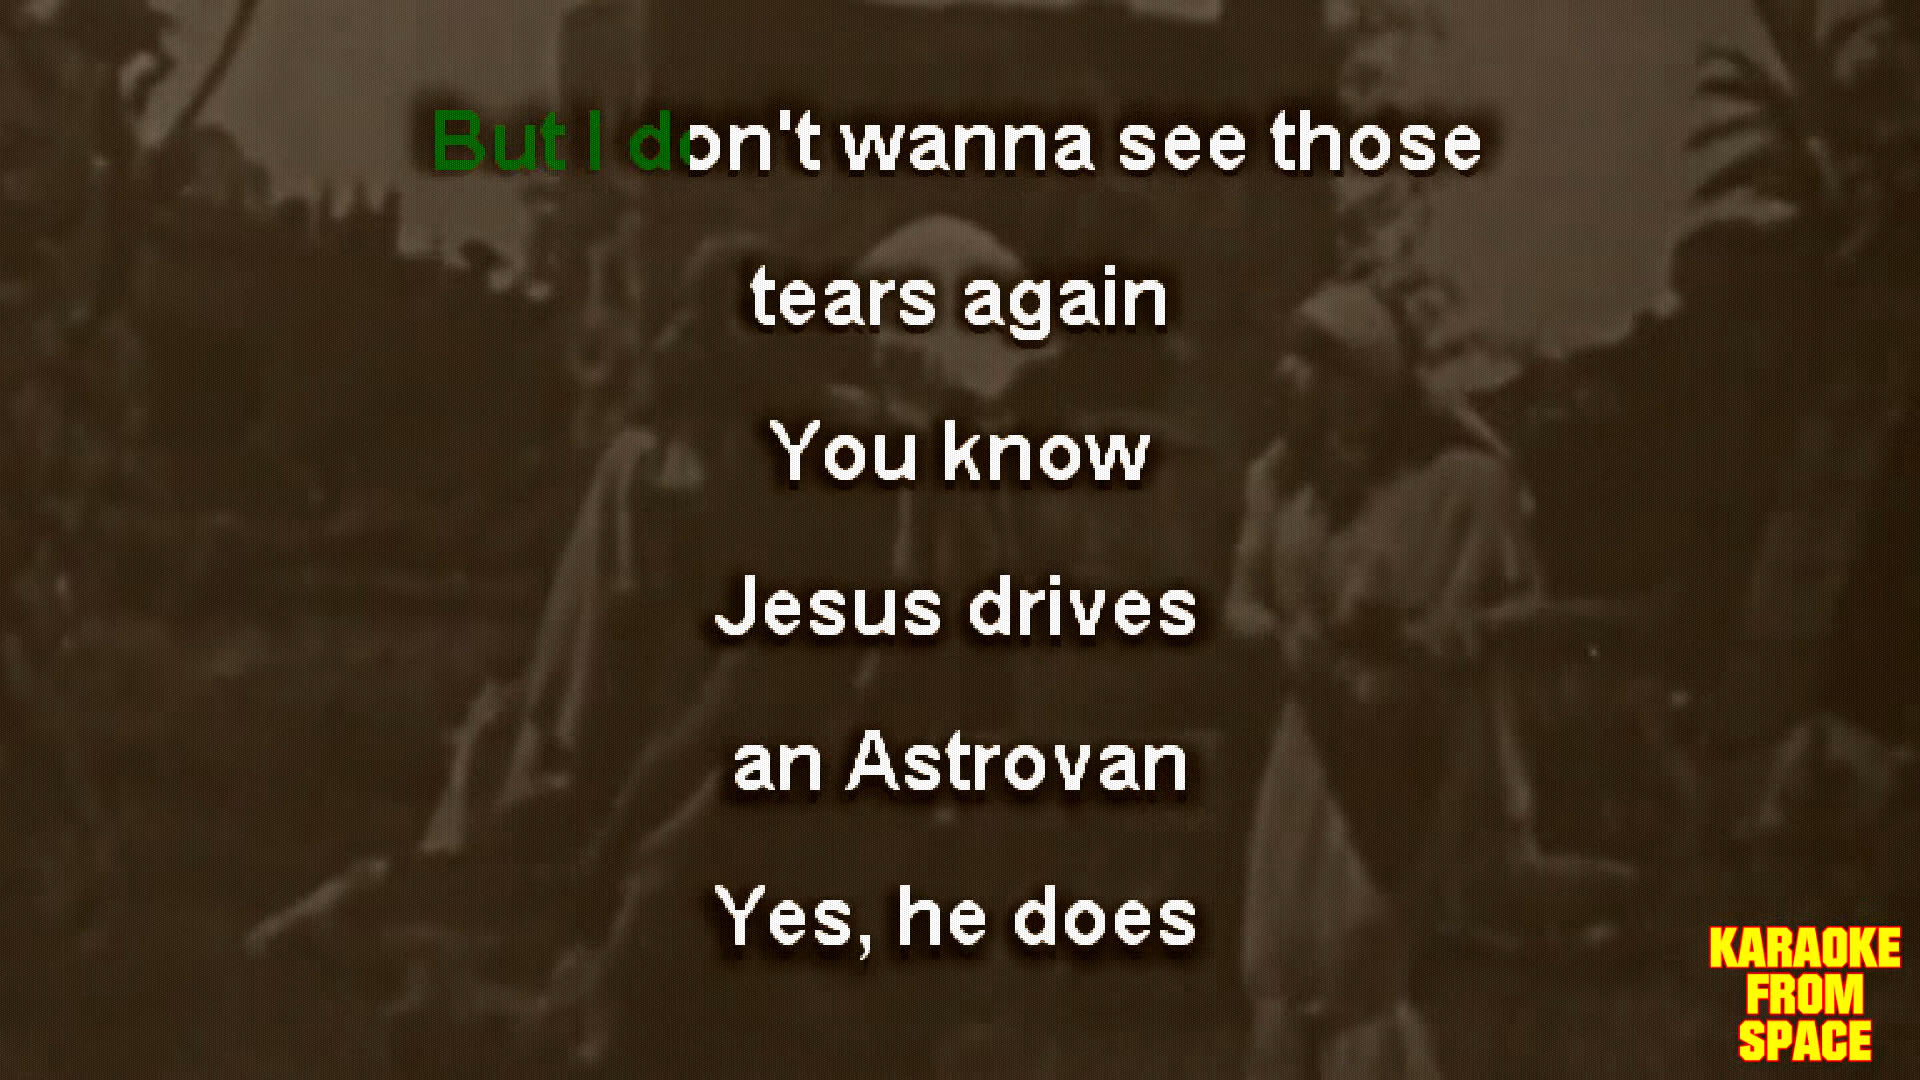 But I don't wanna see those
tears again
You know
Jesus drives
an Astrovan
Yes, he does
KARAOKE
FROM
SPACE